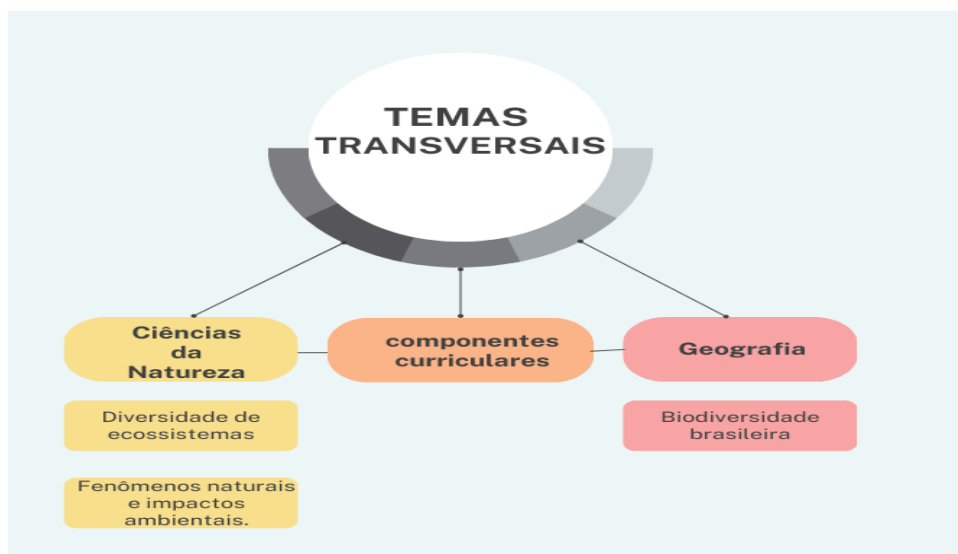 TEMAS
TRANSVERSAIS
Ciências
da
Natureza
componentes
curriculares
Geografia
Diversidade de
ecossistemas
Biodiversidade
brasileira
Fenômenos naturais
e impactos
ambientais.